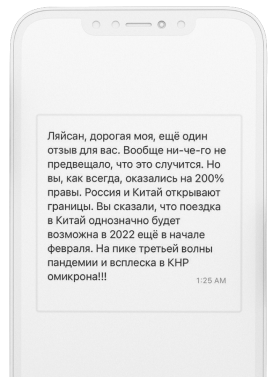 Ляйсан, дорогая моя, ещё один
отзыв для вас. Вообще ни-че-го не
предвещало, что это случится. Но
вы, как всегда, оказались на 200%
правы. Россия и Китай открывают
границы. Вы сказали, что поездка
в Китай однозначно будет
возможна в 2022 ещё в начале
февраля. На пике третьей волны
пандемии и всплеска в КНР
омикрона!!!
1:25 AM